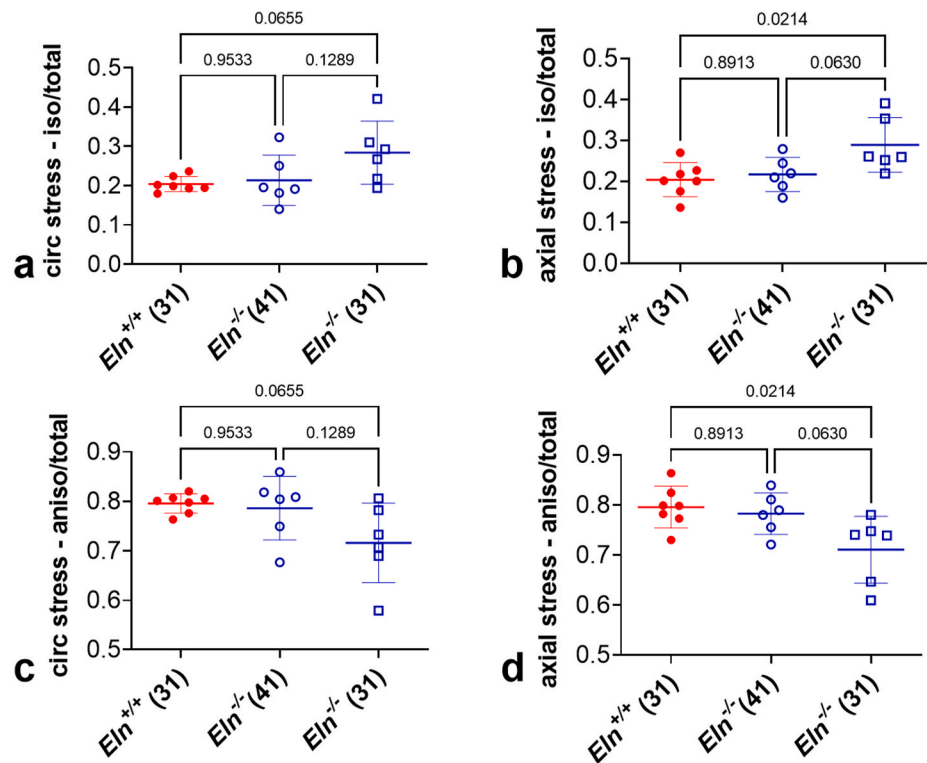 0.0655
0.9533
0.1289
circ stress - iso/total
0.5
0.4
0.3
0.2
0.1
0.0
a
Eln+/+ (31)
Eln-/- (41)
Eln-/- (31)
0.0214
0.8913
0.0630
axial stress - iso/total
0.5
0.4
0.3
0.2
0.1
0.0
b
Eln+/+ (31)
Eln-/- (41)
Eln-/- (31)
0.0655
0.9533
0.1289
circ stress - aniso/total
0.9
0.8
0.7
0.6
0.5
c
Eln+/+ (31)
Eln-/- (41)
Eln-/- (31)
0.0214
0.8913
0.0630
axial stress - aniso/total
0.9
0.8
0.7
0.6
0.5
d
Eln+/+ (31)
Eln-/- (41)
Eln-/- (31)